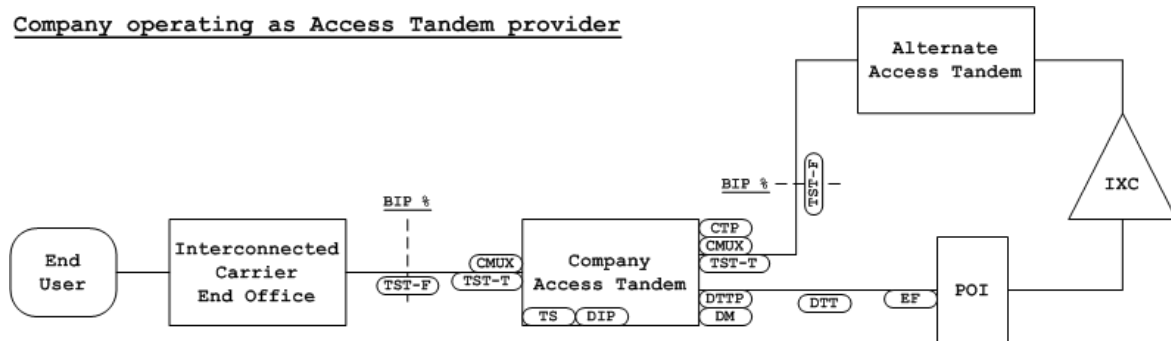 Company operating as Access Tandem provider
Alternate
Access Tandem
TST-F
BIP %
IXC
BIP %
End
User
Interconnected
Carrier
End Office
TST-F
CMUX
TST-T
Company
Access Tandem
TS
DIP
CTP
CMUX
TST-T
DTTP
DM
DTT
EF
POI